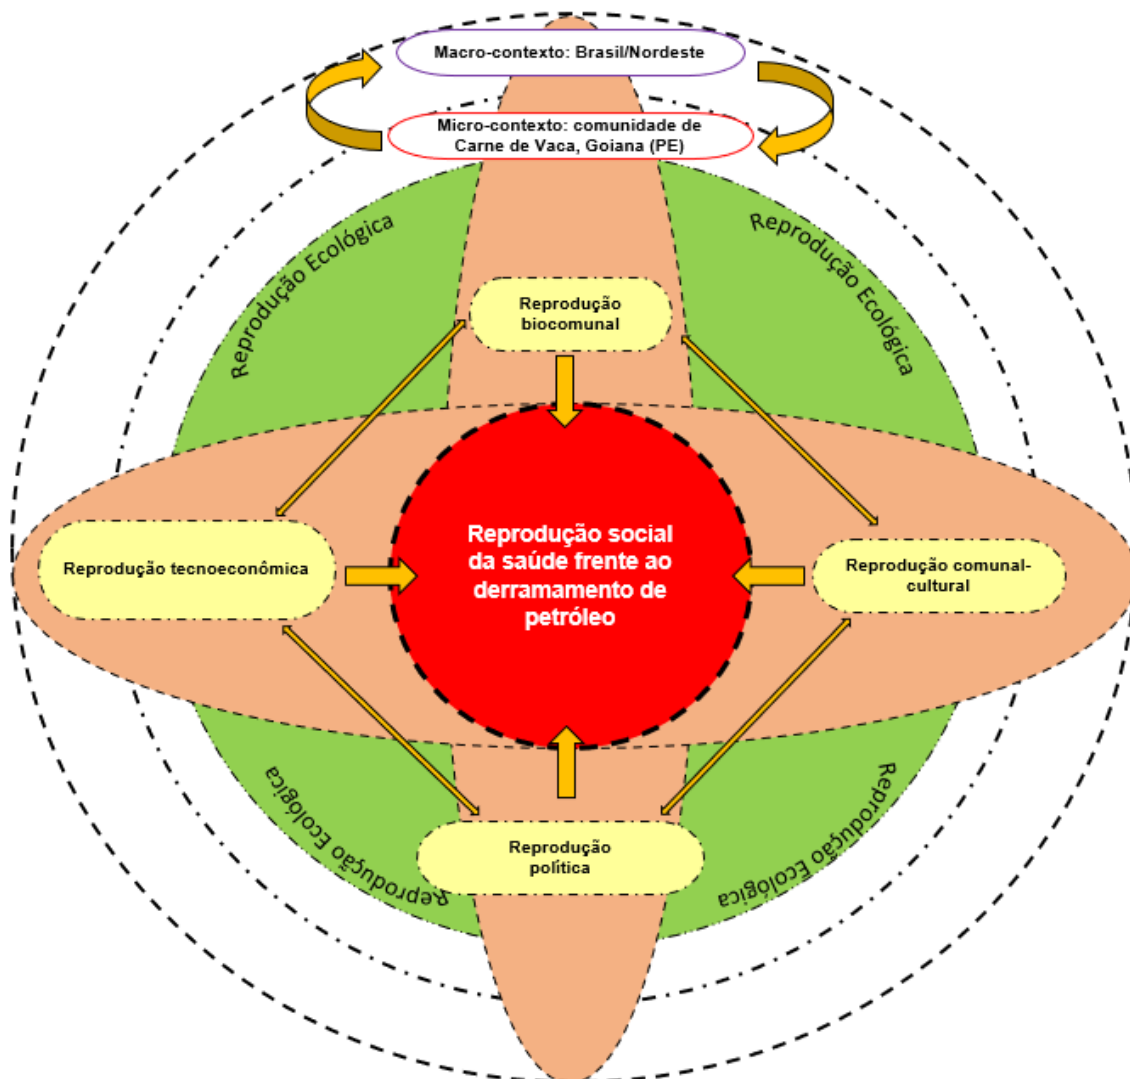 Macro-contexto: Brasil/Nordeste
Micro-contexto: comunidade de
Carne de Vaca, Goiana (PE)
Reprodução Ecológica
Reprodução Ecológica
Reprodução
biocomunal
Reprodução social
da saúde frente ao
derramamento de
petróleo
Reprodução tecnoeconômica
Reprodução comunal-
cultural
Reprodução Ecológica
Reprodução Ecológica
Reprodução
política